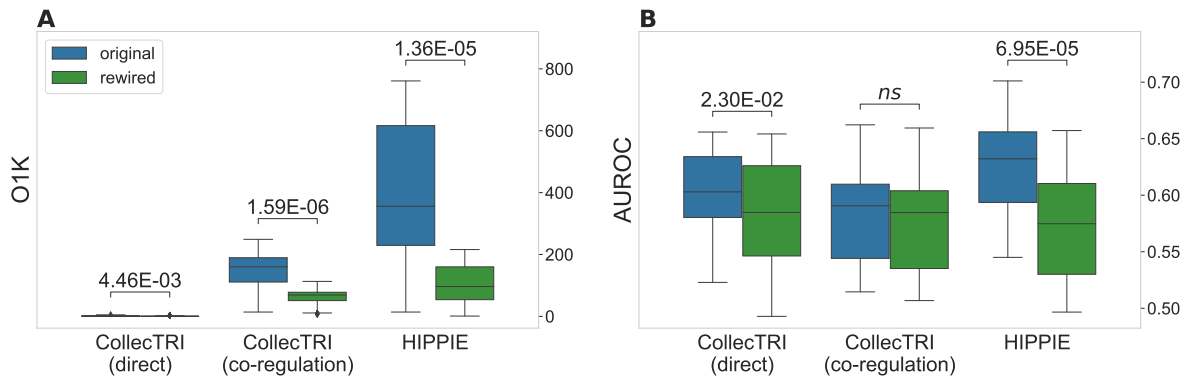 A
original
rewired
4.46E-03
1.59E-06
1.36E-05
800
600
400
200
0
O1K
CollecTRI
(direct)
CollecTRI
(co-regulation)
HIPPIE
B
2.30E-02
ns
6.95E-05
0.70
0.65
0.60
0.55
0.50
AUROC
CollecTRI
(direct)
CollecTRI
(co-regulation)
HIPPIE